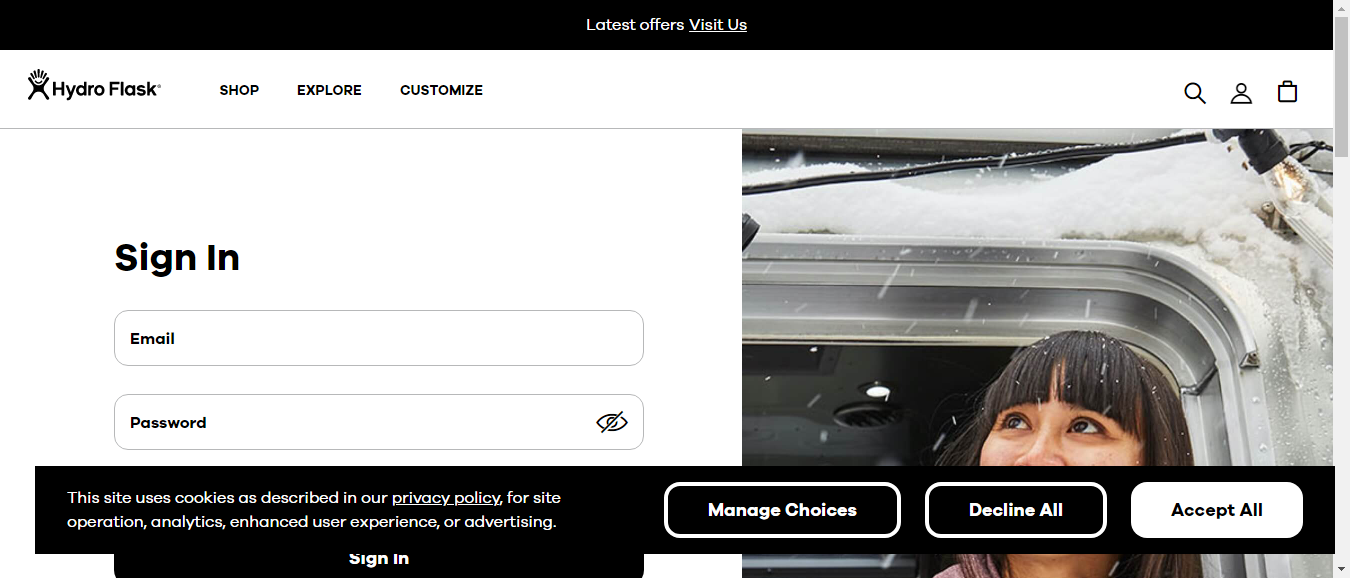 Latest offers Visit Us
Hydro Flask®
SHOP
EXPLORE
CUSTOMIZE
Sign In
Email
Password
This site uses cookies as described in our privacy policy, for site
operation, analytics, enhanced user experience, or advertising.
Manage Choices
Decline All
Accept All
Sign In